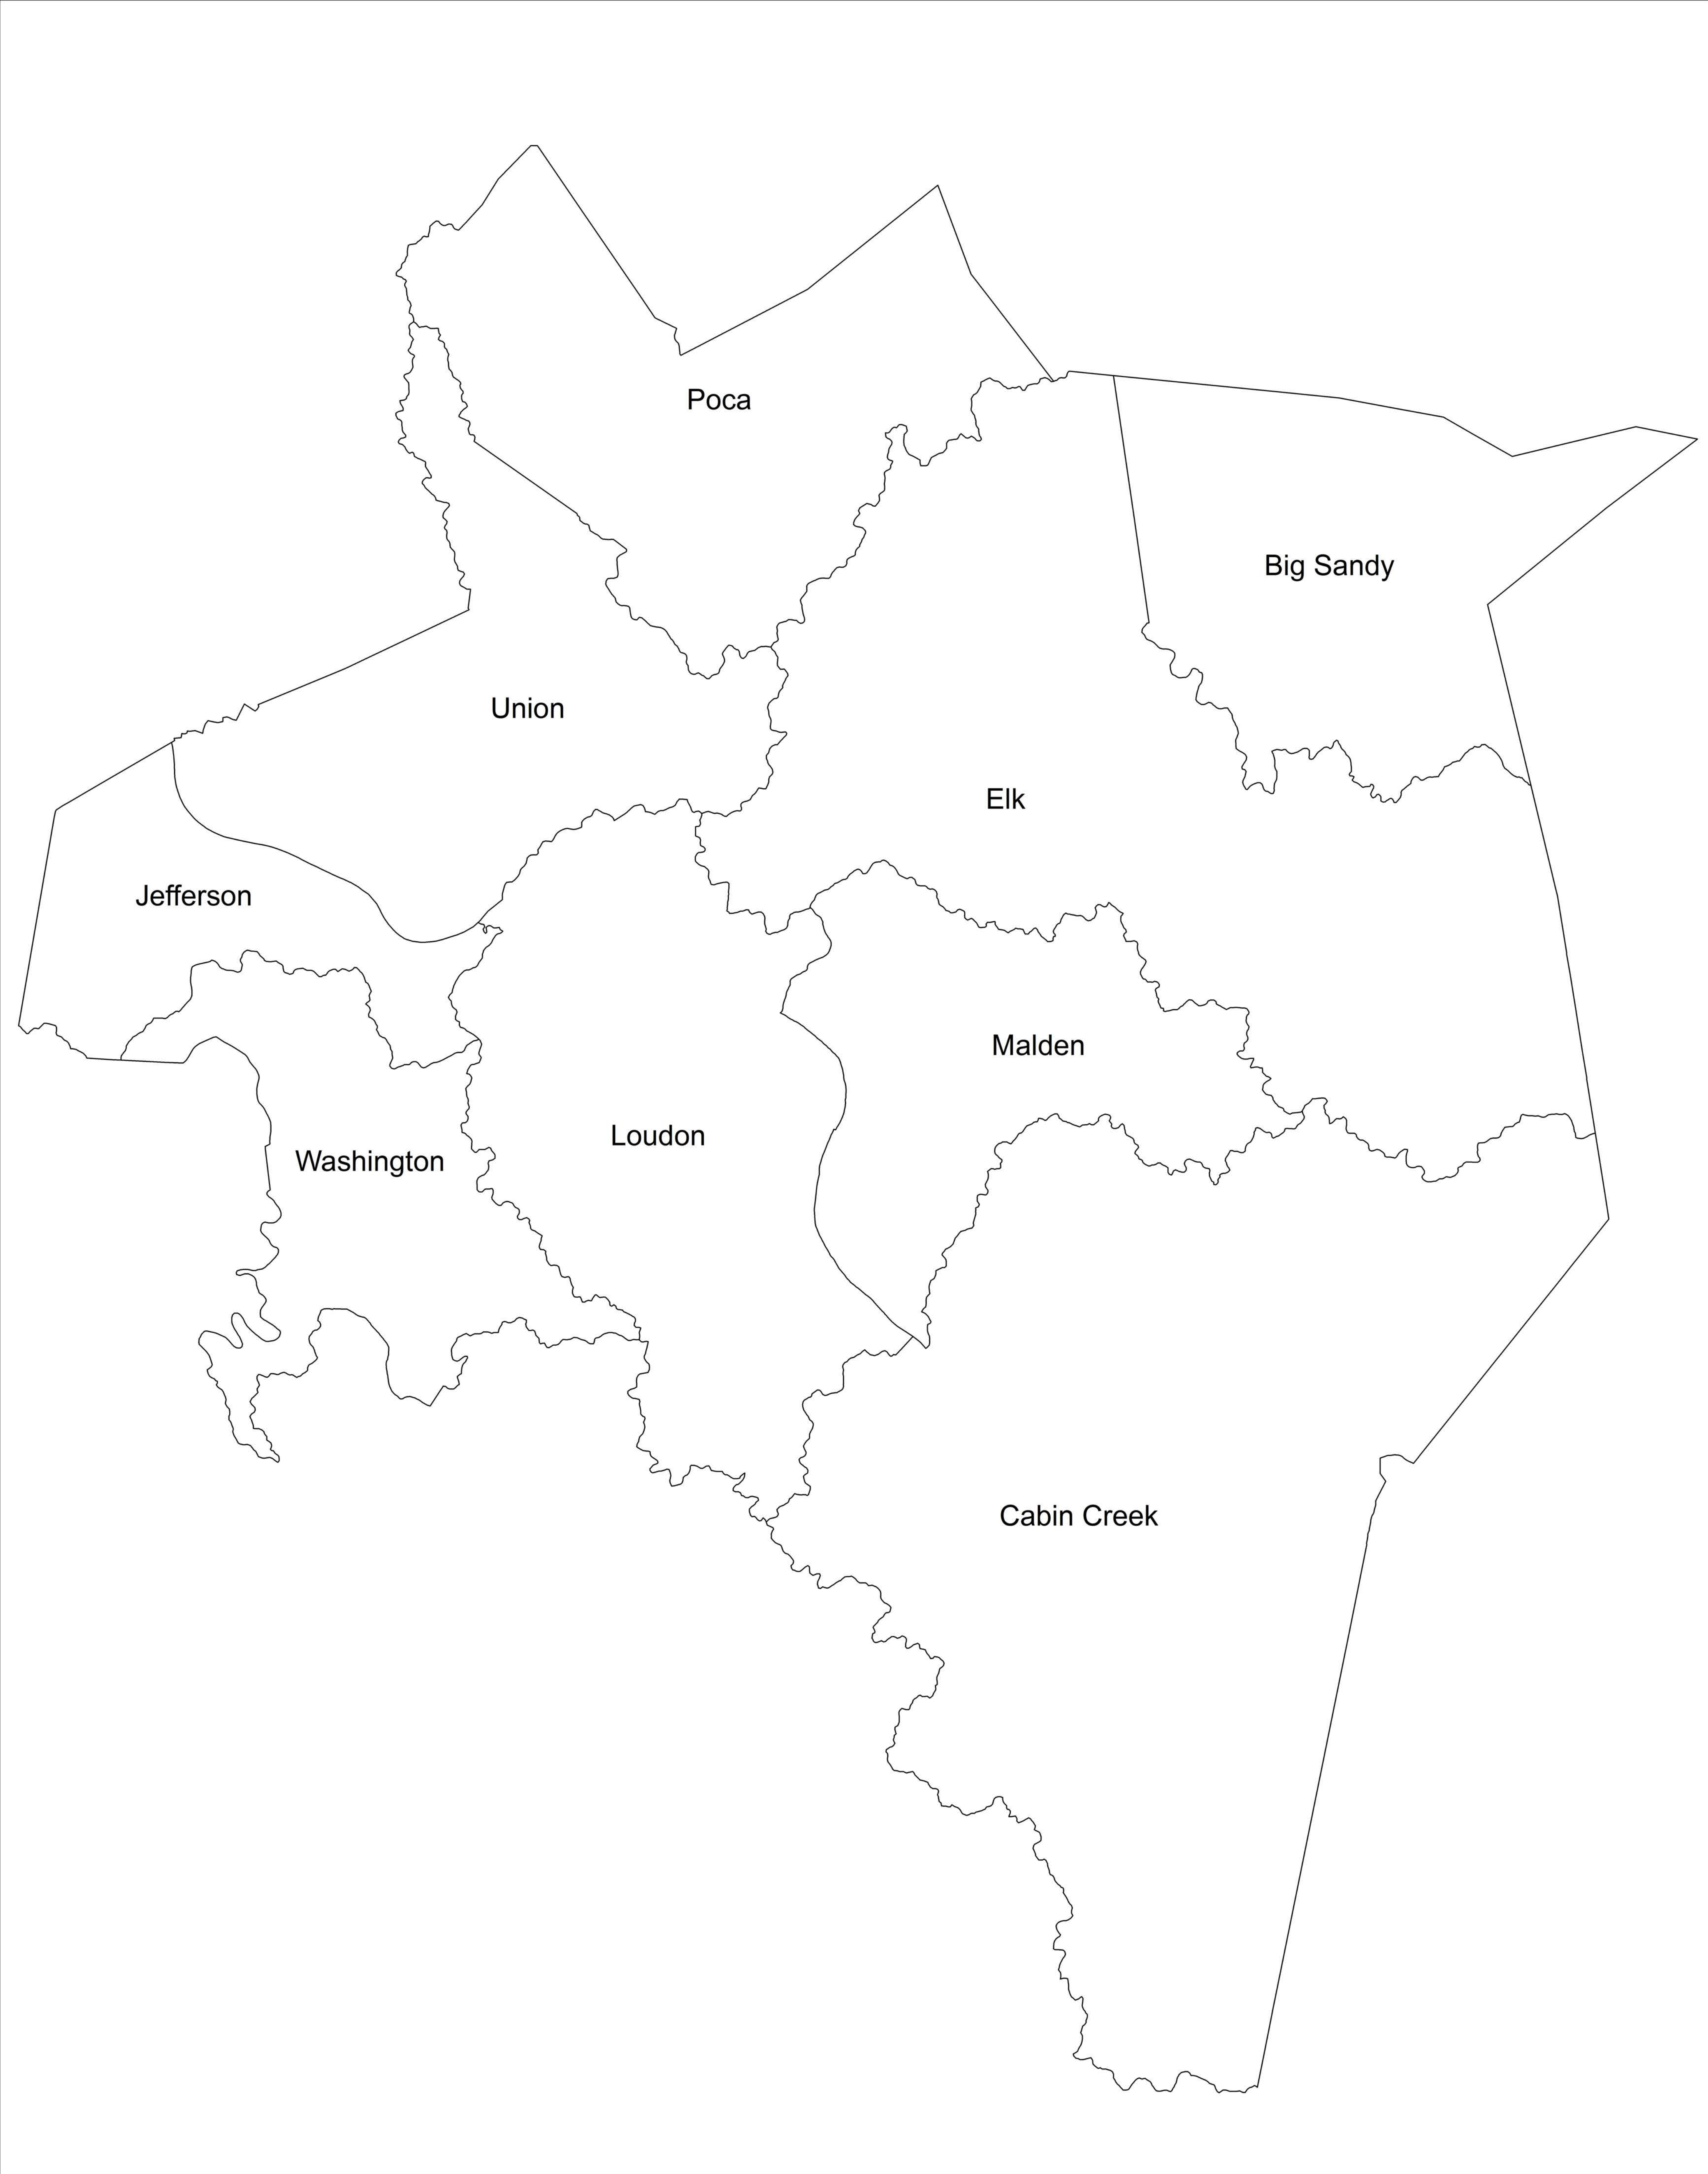 Poca
Big Sandy
Union
Elk
Jefferson
Malden
Loudon
Washington
Cabin Creek